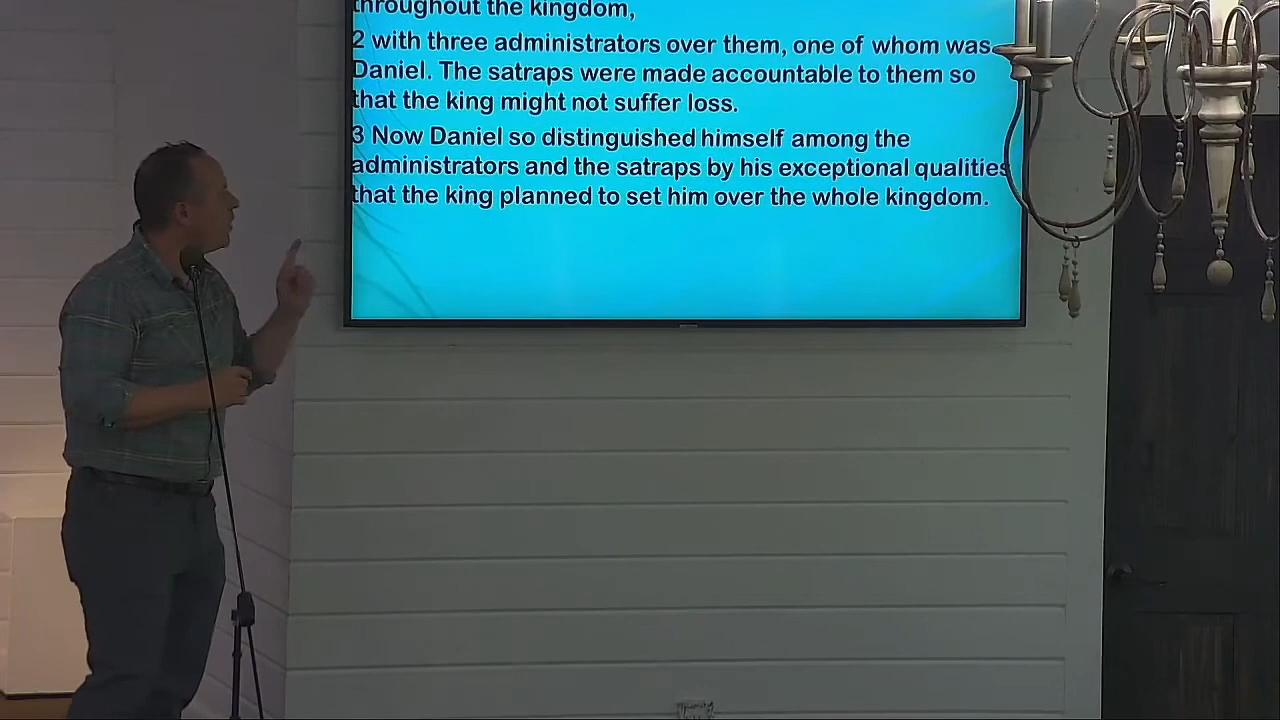 throughout the kingdom,
2 with three administrators over them, one of whom was
Daniel. The satraps were made accountable to them so
that the king might not suffer loss.
3 Now Daniel so distinguished himself among the
administrators and the satraps by his exceptional qualities
that the king planned to set him over the whole kingdom.